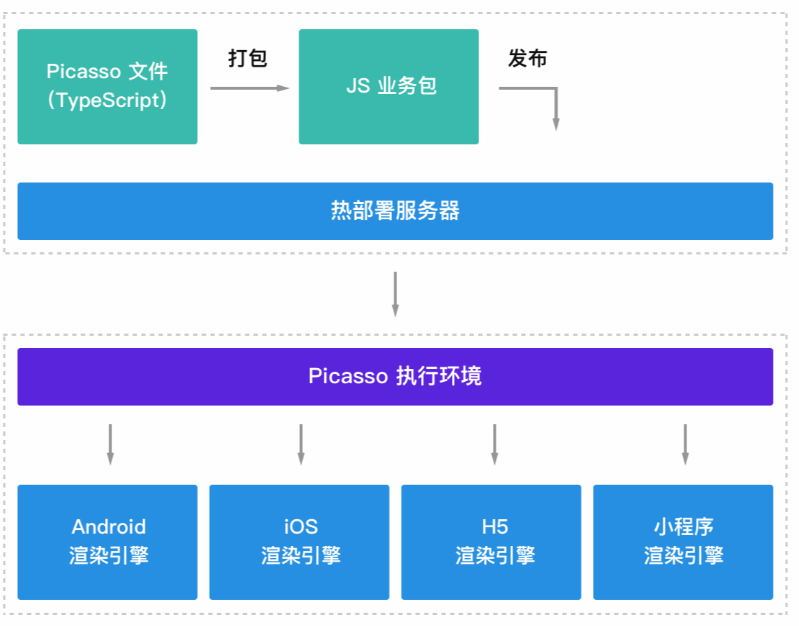 Picasso 文件
（TypeScript）
打包
JS 业务包
发布
热部署服务器
Picasso 执行环境
Android
渲染引擎
iOS
渲染引擎
H5
渲染引擎
小程序
渲染引擎